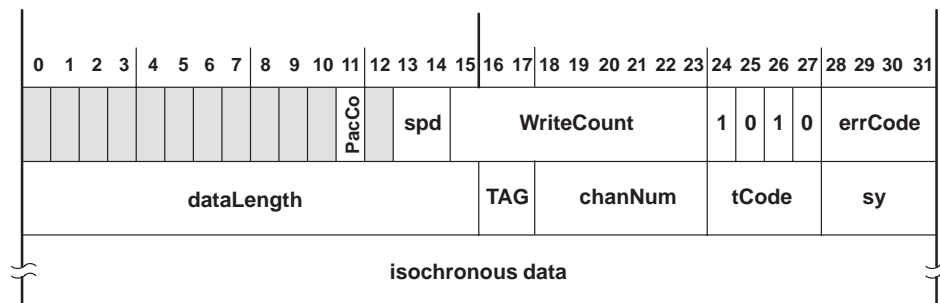 0 1 2 3 4 5 6 7 8 9 10 11 12 13 14 15 16 17 18 19 20 21 22 23 24 25 26 27 28 29 30 31
PacCo spd WriteCount 1 0 1 0 errCode
dataLength TAG chanNum tCode sy
isochronous data